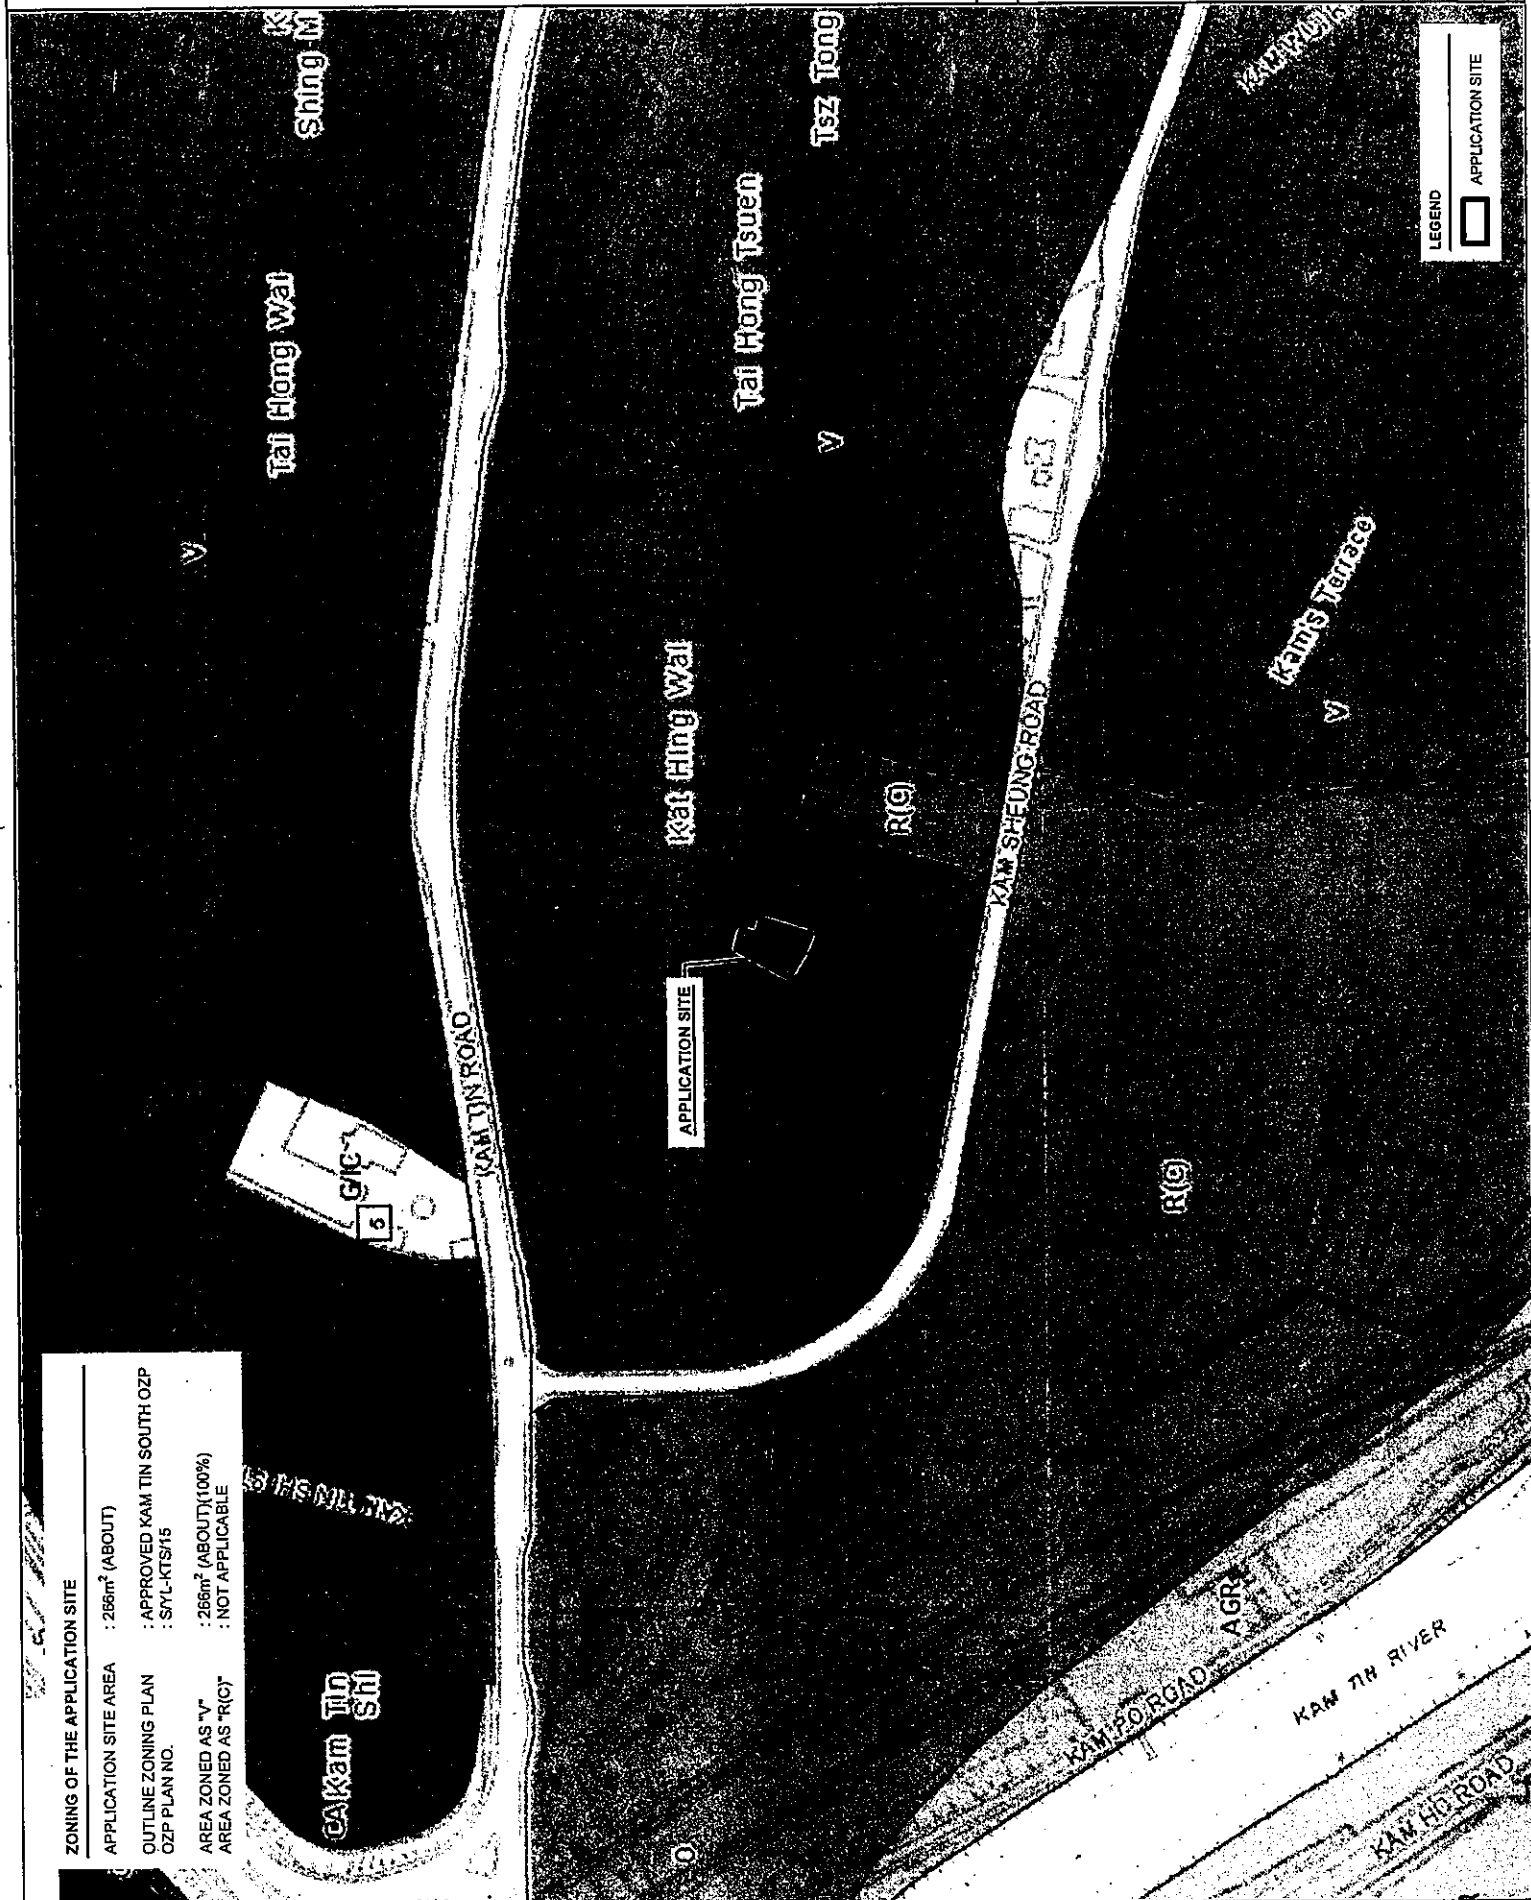 ZONING OF THE APPLICATION SITE
APPLICATION SITE AREA : 266m² (ABOUT)
OUTLINE ZONING PLAN : APPROVED KAM TIN SOUTH OZP
OZP PLAN NO. : S/YL-KTS/15
AREA ZONED AS "V" : 266m² (ABOUT)(100%)
AREA ZONED AS "R(C)" : NOT APPLICABLE
Shing M
Tai Hong Wai
V
G/IC
5
KAM TIN SHI ST
CA Kam Tin
Shi
KAM TIN ROAD
Tsz Tong
Tai Hong Tsuen
V
Kat Hing Wai
APPLICATION SITE
R(C)
KAM SHEUNG ROAD
Kam's Terrace
V
R(C)
O
AGR
KAM PO ROAD
KAM TIN RIVER
KAM HO ROAD
LEGEND
APPLICATION SITE